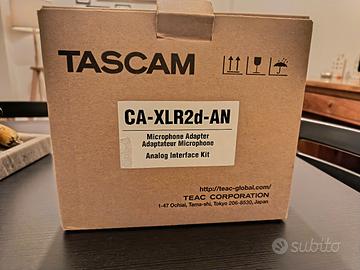 TASCAM
CA-XLR2d-AN
Microphone Adapter
Adaptateur Microphone
Analog Interface Kit
http://teac-global.com/
TEAC CORPORATION
1-47 Ochiai, Tama-shi, Tokyo 206-8530, Japan
subito